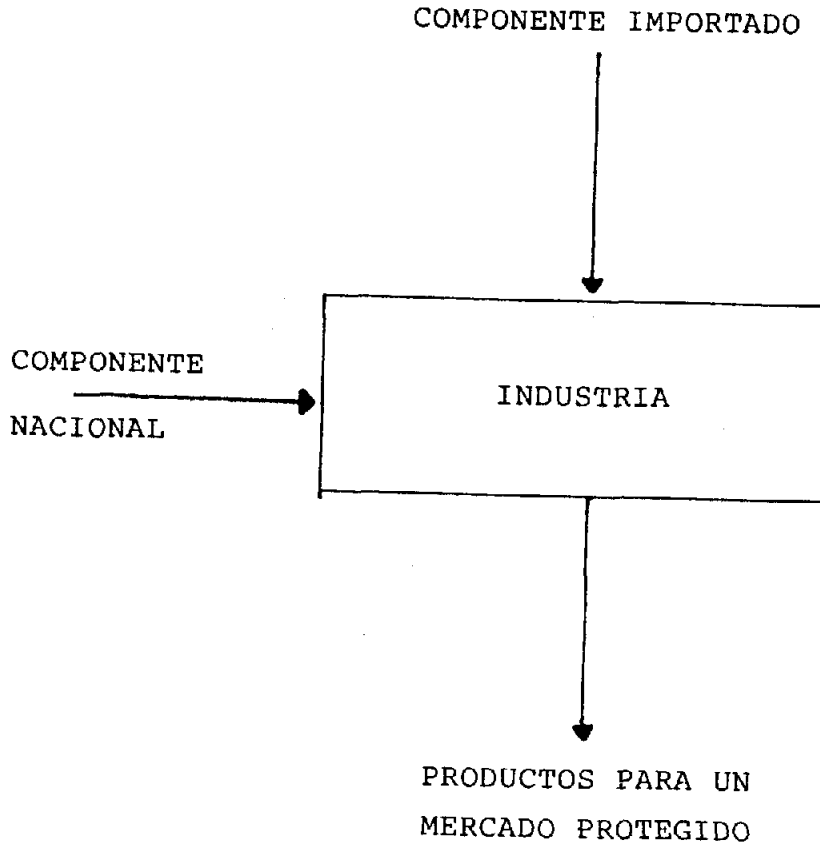 COMPONENTE IMPORTADO
COMPONENTE
NACIONAL
INDUSTRIA
PRODUCTOS PARA UN
MERCADO PROTEGIDO